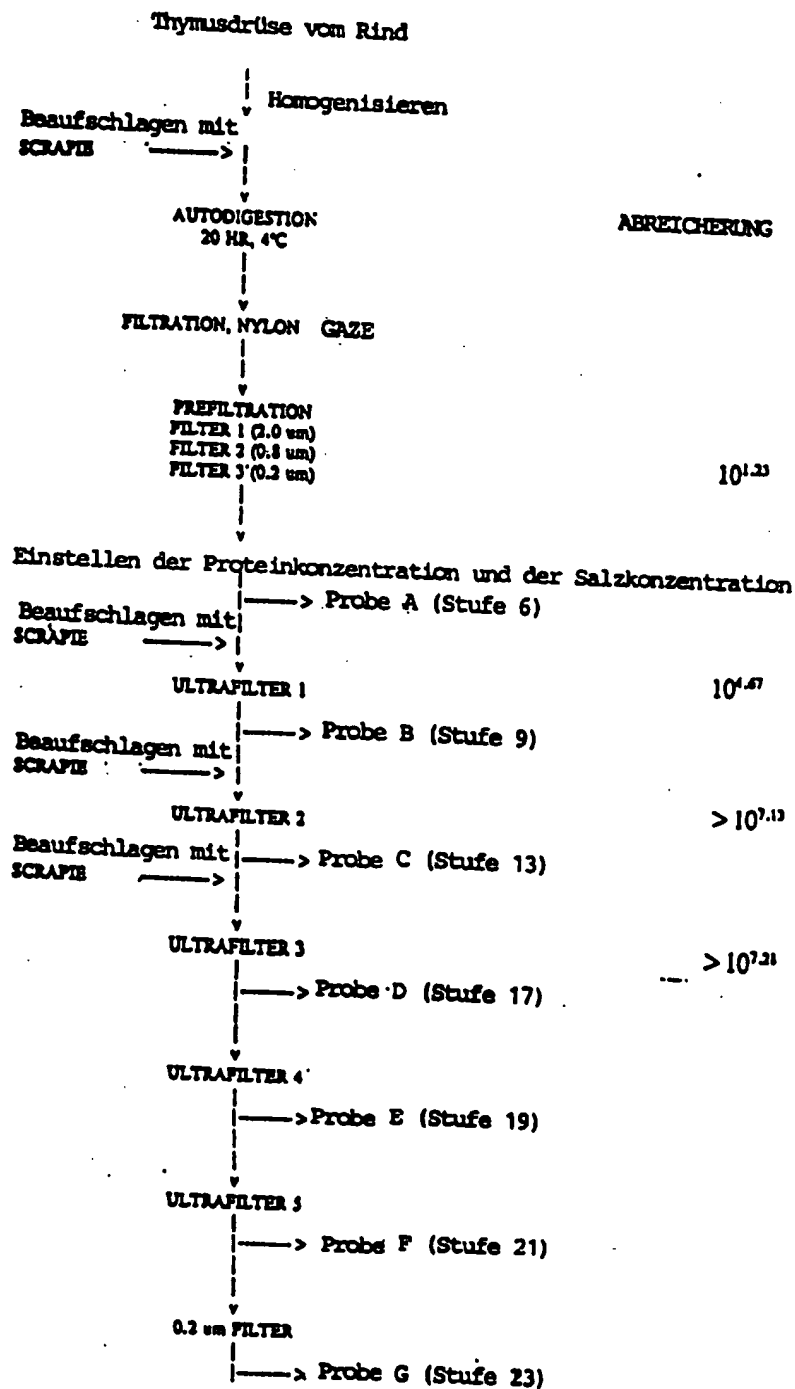 Thymusdrüse vom Rind
Homogenisieren
Beaufschlagen mit
SCRAPIE
AUTODIGESTION
20 HR, 4°C
ABREICHERUNG
FILTRATION, NYLON GAZE
PREFILTRATION
FILTER 1 (2.0 um)
FILTER 2 (0.8 um)
FILTER 3 (0.2 um)
10^1.23
Einstellen der Proteinkonzentration und der Salzkonzentration
Probe A (Stufe 6)
Beaufschlagen mit
SCRAPIE
ULTRAFILTER 1
10^4.67
Probe B (Stufe 9)
Beaufschlagen mit
SCRAPIE
ULTRAFILTER 2
> 10^7.13
Beaufschlagen mit
Probe C (Stufe 13)
SCRAPIE
ULTRAFILTER 3
> 10^7.28
Probe D (Stufe 17)
ULTRAFILTER 4
Probe E (Stufe 19)
ULTRAFILTER 5
Probe F (Stufe 21)
0.2 um FILTER
Probe G (Stufe 23)